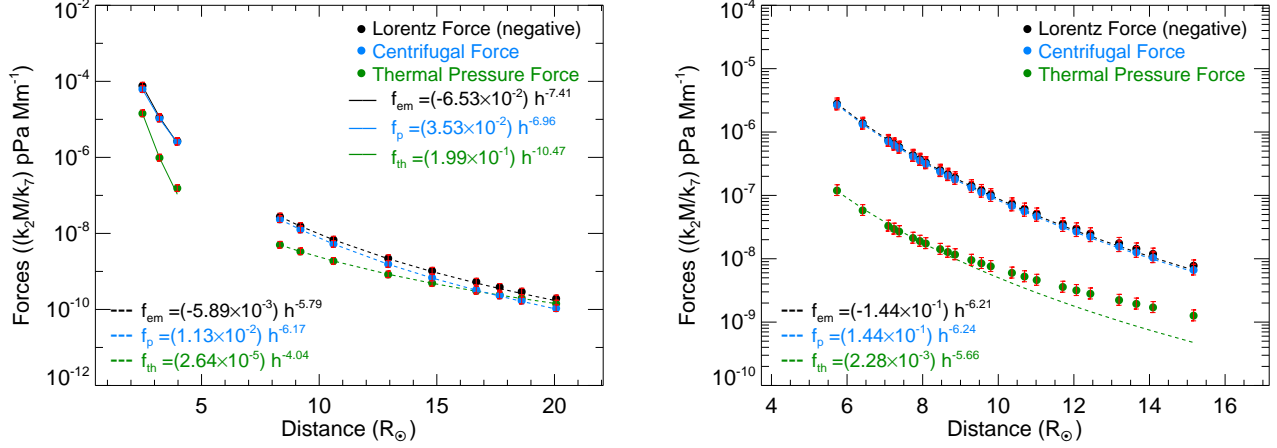 10⁻²
10⁻⁴
10⁻⁶
10⁻⁸
10⁻¹⁰
10⁻¹²
Forces ((k₂M/k₇) pPa Mm⁻¹)
Lorentz Force (negative)
Centrifugal Force
Thermal Pressure Force
f_em =(-6.53×10⁻²) h⁻⁷·⁴¹
f_p =(3.53×10⁻²) h⁻⁶·⁹⁶
f_th =(1.99×10⁻¹) h⁻¹⁰·⁴⁷
f_em =(-5.89×10⁻³) h⁻⁵·⁷⁹
f_p =(1.13×10⁻²) h⁻⁶·¹⁷
f_th =(2.64×10⁻⁵) h⁻⁴·⁰⁴
5 10 15 20
Distance (R☉)
10⁻⁴
10⁻⁵
10⁻⁶
10⁻⁷
10⁻⁸
10⁻⁹
10⁻¹⁰
Forces ((k₂M/k₇) pPa Mm⁻¹)
Lorentz Force (negative)
Centrifugal Force
Thermal Pressure Force
f_em =(-1.44×10⁻¹) h⁻⁶·²¹
f_p =(1.44×10⁻¹) h⁻⁶·²⁴
f_th =(2.28×10⁻³) h⁻⁵·⁶⁶
4 6 8 10 12 14 16
Distance (R☉)